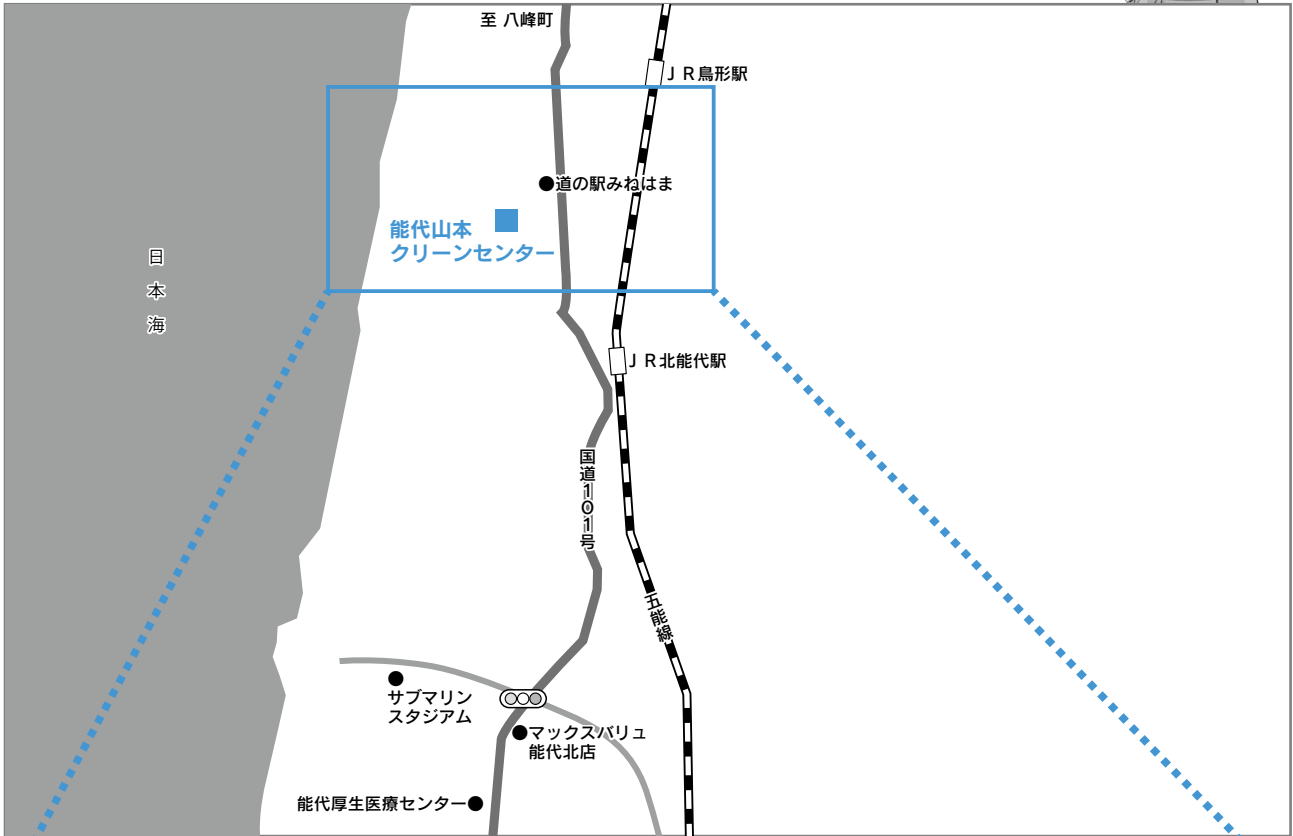 至 八峰町
ＪＲ鳥形駅
道の駅みねはま
能代山本
クリーンセンター
日本海
ＪＲ北能代駅
国道１０１号
五能線
サブマリン
スタジアム
マックスバリュ
能代北店
能代厚生医療センター